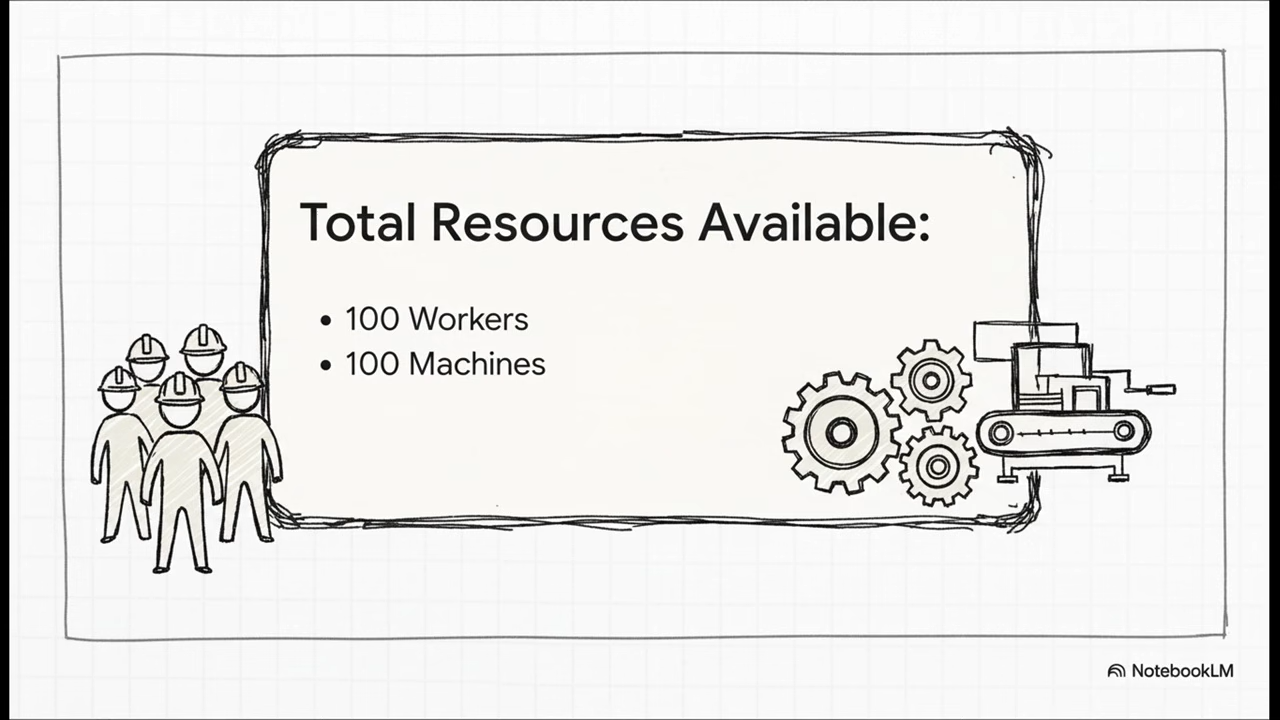 Total Resources Available:
• 100 Workers
• 100 Machines
NotebookLM